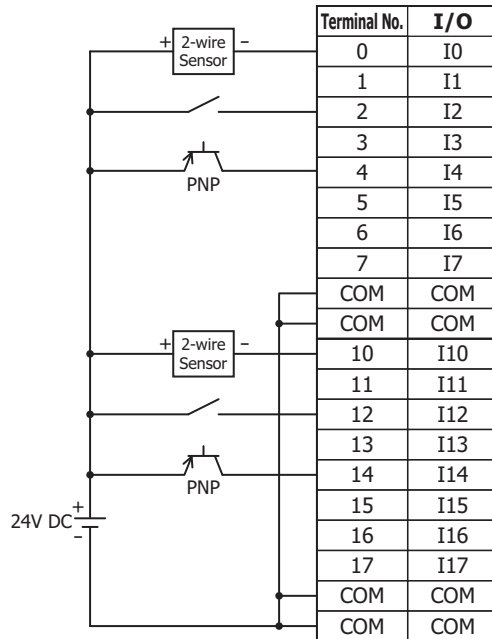 Terminal No. I/O
+ 2-wire Sensor − 0 I0
1 I1
2 I2
3 I3
PNP 4 I4
5 I5
6 I6
7 I7
COM COM
COM COM
+ 2-wire Sensor − 10 I10
11 I11
12 I12
13 I13
PNP 14 I14
24V DC + − 15 I15
16 I16
17 I17
COM COM
COM COM